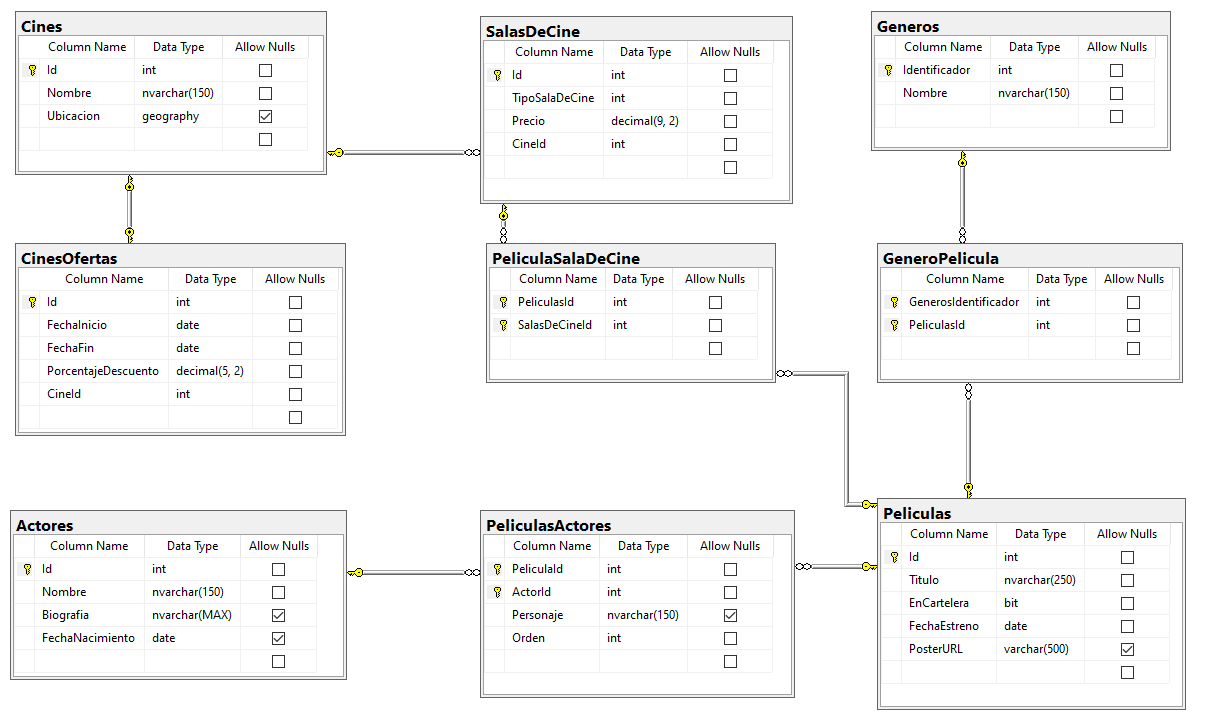 Cines
Column Name Data Type Allow Nulls
Id int
Nombre nvarchar(150)
Ubicacion geography
SalasDeCine
Column Name Data Type Allow Nulls
Id int
TipoSalaDeCine int
Precio decimal(9, 2)
CineId int
Generos
Column Name Data Type Allow Nulls
Identificador int
Nombre nvarchar(150)
CinesOfertas
Column Name Data Type Allow Nulls
Id int
FechaInicio date
FechaFin date
PorcentajeDescuento decimal(5, 2)
CineId int
PeliculaSalaDeCine
Column Name Data Type Allow Nulls
PeliculasId int
SalasDeCineId int
GeneroPelicula
Column Name Data Type Allow Nulls
GenerosIdentificador int
PeliculasId int
Actores
Column Name Data Type Allow Nulls
Id int
Nombre nvarchar(150)
Biografia nvarchar(MAX)
FechaNacimiento date
PeliculasActores
Column Name Data Type Allow Nulls
PeliculaId int
ActorId int
Personaje nvarchar(150)
Orden int
Peliculas
Column Name Data Type Allow Nulls
Id int
Titulo nvarchar(250)
EnCartelera bit
FechaEstreno date
PosterURL varchar(500)